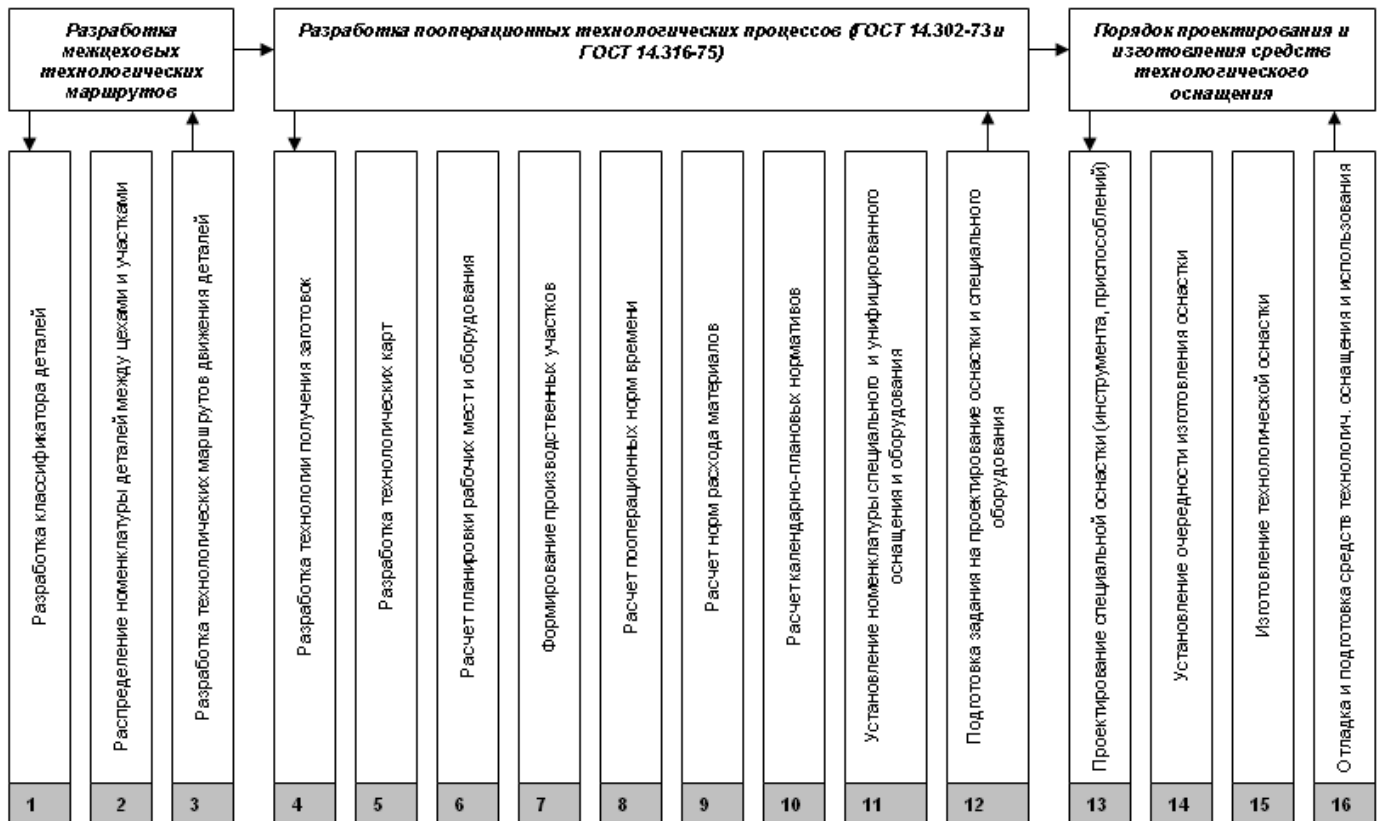 Разработка
межцеховых
технологических
маршрутов
Разработка пооперационных технологических процессов (ГОСТ 14.302-73 и
ГОСТ 14.316-75)
Порядок проектирования и
изготовления средств
технологического
оснащения
Разработка классификатора деталей
Распределение номенклатуры деталей между цехами и участками
Разработка технологических маршрутов движения деталей
Разработка технологии получения заготовок
Разработка технологических карт
Расчет планировки рабочих мест и оборудования
Формирование производственных участков
Расчет пооперационных норм времени
Расчет норм расхода материалов
Расчет календарно-плановых нормативов
Установление номенклатуры специального и унифицированного
оснащения и оборудования
Подготовка задания на проектирование оснастки и специального
оборудования
Проектирование специальной оснастки (инструмента, приспособлений)
Установление очередности изготовления оснастки
Изготовление технологической оснастки
Отладка и подготовка средств технологич. оснащения и использования
1
2
3
4
5
6
7
8
9
10
11
12
13
14
15
16